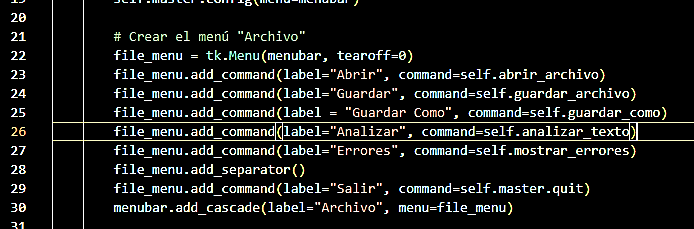 19 self.master.config(menu=menubar)
20
21 # Crear el menú "Archivo"
22 file_menu = tk.Menu(menubar, tearoff=0)
23 file_menu.add_command(label="Abrir", command=self.abrir_archivo)
24 file_menu.add_command(label="Guardar", command=self.guardar_archivo)
25 file_menu.add_command(label = "Guardar Como", command=self.guardar_como)
26 file_menu.add_command(label="Analizar", command=self.analizar_texto)
27 file_menu.add_command(label="Errores", command=self.mostrar_errores)
28 file_menu.add_separator()
29 file_menu.add_command(label="Salir", command=self.master.quit)
30 menubar.add_cascade(label="Archivo", menu=file_menu)
31